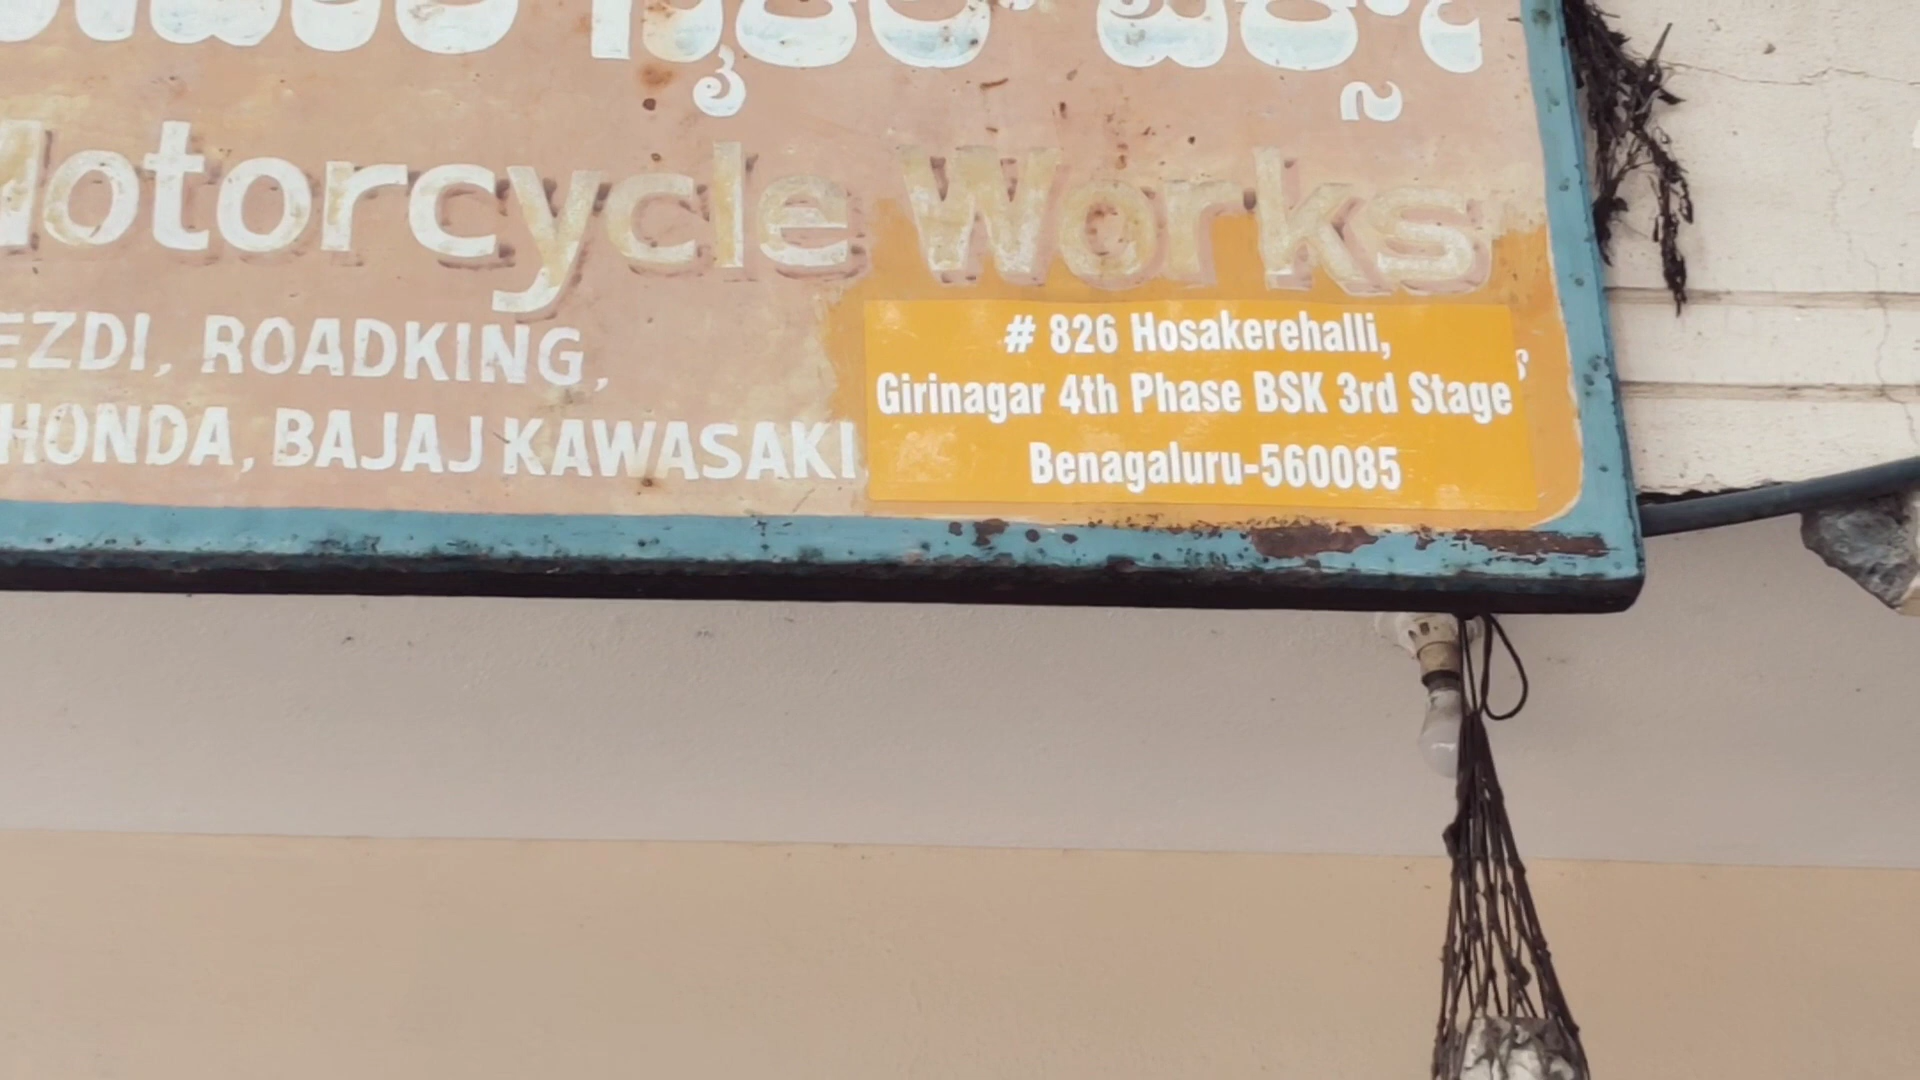 Motorcycle Works
EZDI, ROADKING,
HONDA, BAJAJ KAWASAKI
# 826 Hosakerehalli,
Girinagar 4th Phase BSK 3rd Stage
Benagaluru-560085